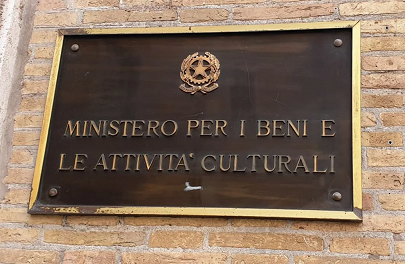 MINISTERO PER I BENI E
LE ATTIVITA' CULTURALI